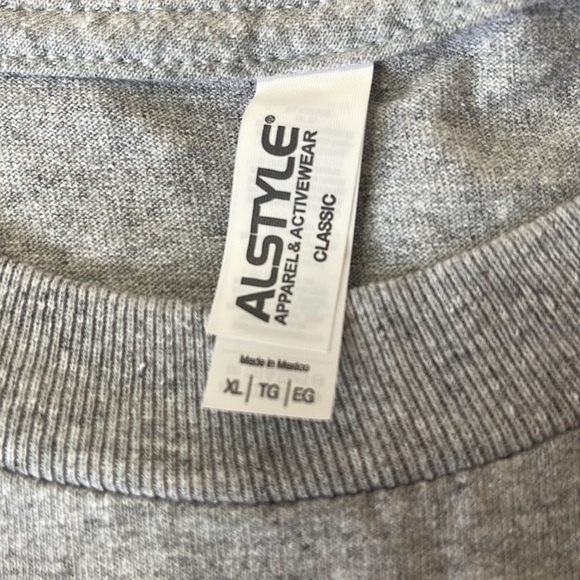 ALSTYLE®
APPAREL & ACTIVEWEAR
CLASSIC
Made in Mexico
XL | TG | EG